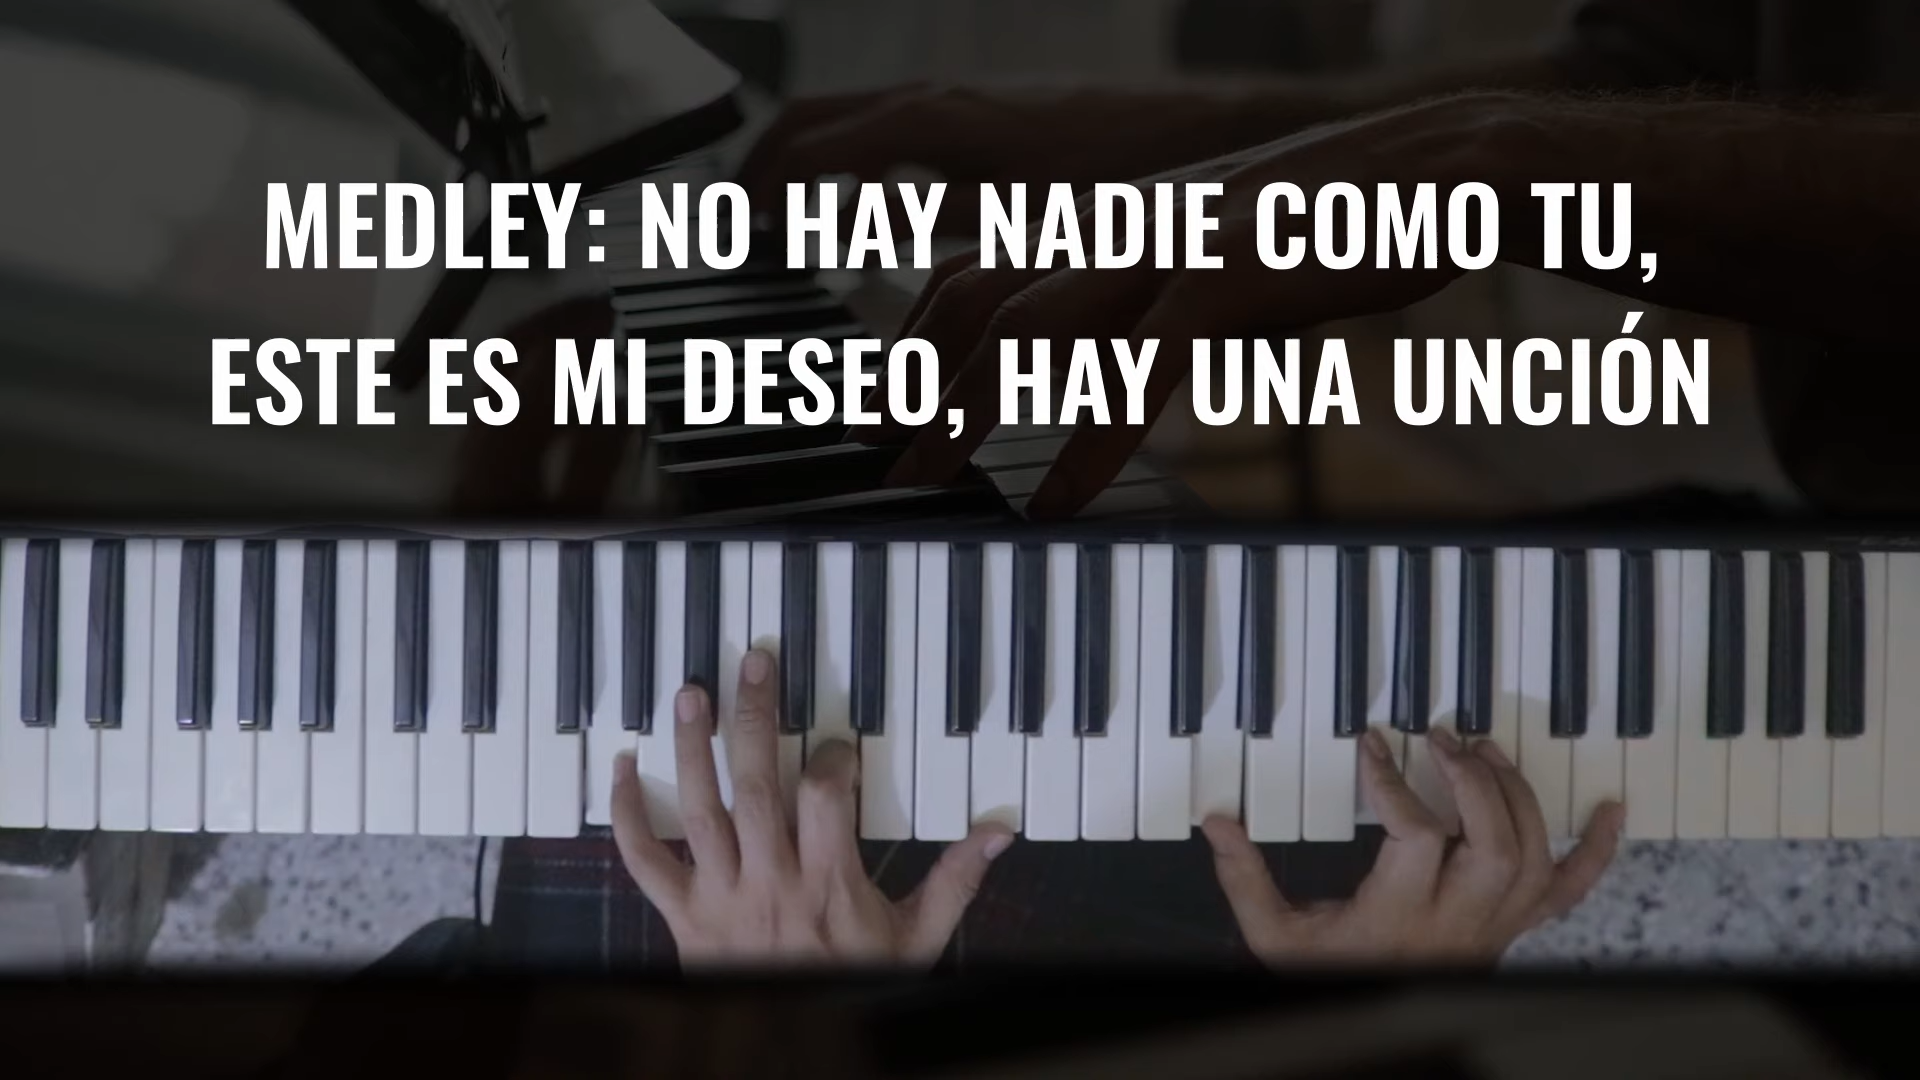 MEDLEY: NO HAY NADIE COMO TU,
ESTE ES MI DESEO, HAY UNA UNCIÓN